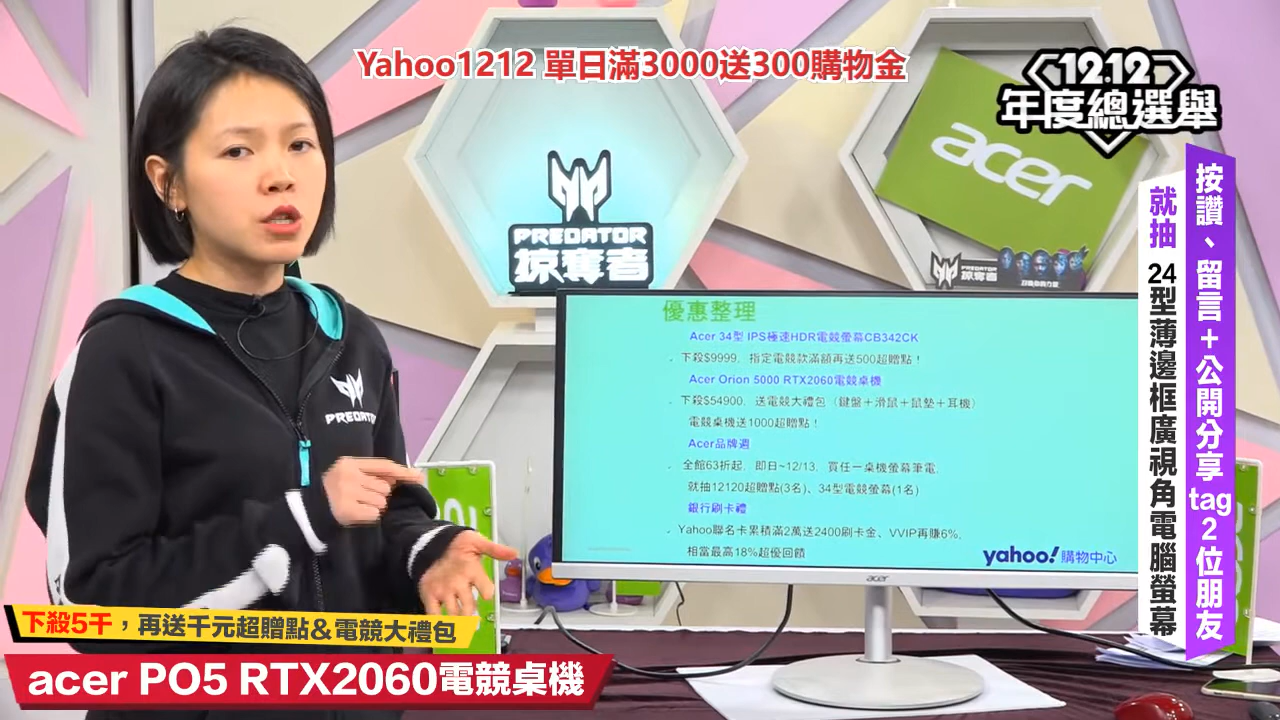 Yahoo1212 單日滿3000送300購物金
12.12
年度總選舉
acer
PREDATOR
掠奪者
PREDATOR
掠奪者
按讚、留言+公開分享tag2位朋友
就抽 24型薄邊框廣視角電腦螢幕
優惠整理
Acer 34型 IPS極速HDR電競螢幕CB342CK
下殺$9999，指定電競款滿額再送500超贈點！
Acer Orion 5000 RTX2060電競桌機
下殺$54900，送電競大禮包（鍵盤＋滑鼠＋鼠墊＋耳機）
電競桌機送1000超贈點！
Acer品牌週
全館63折起，即日~12/13，買任一桌機螢幕筆電，
就抽12120超贈點(3名)、34型電競螢幕(1名)
銀行刷卡禮
Yahoo聯名卡累積滿2萬送2400刷卡金、VVIP再賺6%，
相當最高18%超優回饋
yahoo!購物中心
acer
PREDATOR
下殺5千，再送千元超贈點&電競大禮包
acer PO5 RTX2060電競桌機